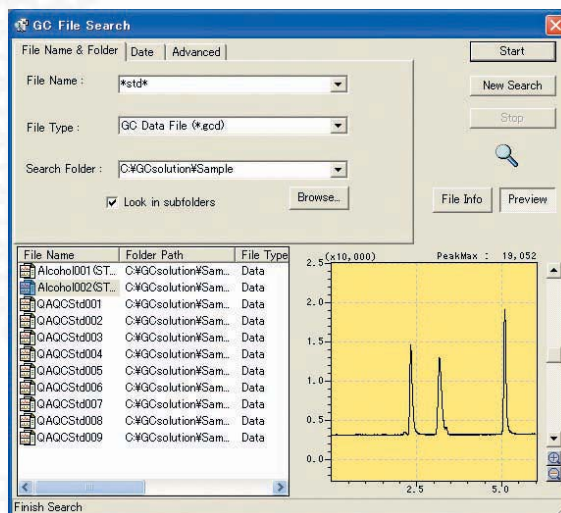 GC File Search
File Name & Folder
Date
Advanced
Start
File Name :
*std*
New Search
File Type :
GC Data File (*.gcd)
Stop
Search Folder :
C:¥GCsolution¥Sample
Look in subfolders
Browse...
File Info
Preview
File Name
Folder Path
File Type
Alcohol001(ST... C:¥GCsolution¥Sam... Data
Alcohol002(ST... C:¥GCsolution¥Sam... Data
QAQCStd001 C:¥GCsolution¥Sam... Data
QAQCStd002 C:¥GCsolution¥Sam... Data
QAQCStd003 C:¥GCsolution¥Sam... Data
QAQCStd004 C:¥GCsolution¥Sam... Data
QAQCStd005 C:¥GCsolution¥Sam... Data
QAQCStd006 C:¥GCsolution¥Sam... Data
QAQCStd007 C:¥GCsolution¥Sam... Data
QAQCStd008 C:¥GCsolution¥Sam... Data
QAQCStd009 C:¥GCsolution¥Sam... Data
(x10,000)
PeakMax : 19,052
2.5
2.0
1.5
1.0
0.5
0.0
2.5
5.0
Finish Search